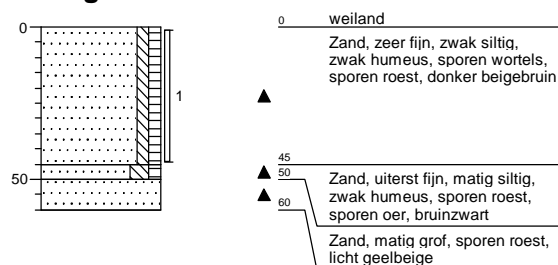 0
50
1
0 weiland
Zand, zeer fijn, zwak siltig,
zwak humeus, sporen wortels,
sporen roest, donker beigebruin
45
50
Zand, uiterst fijn, matig siltig,
zwak humeus, sporen roest,
sporen oer, bruinzwart
60
Zand, matig grof, sporen roest,
licht geelbeige